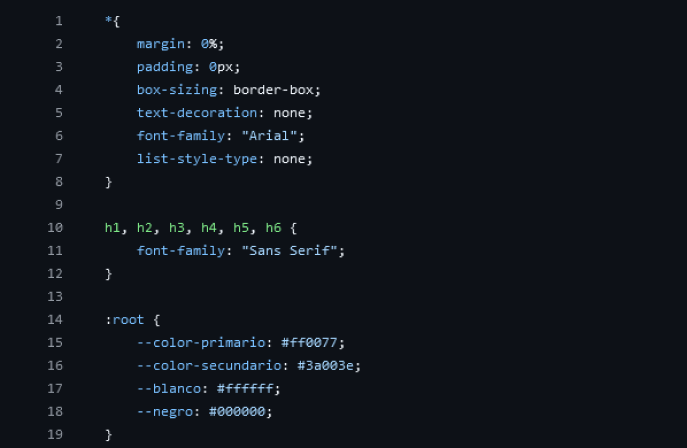 1 *{
2 margin: 0%;
3 padding: 0px;
4 box-sizing: border-box;
5 text-decoration: none;
6 font-family: "Arial";
7 list-style-type: none;
8 }
9
10 h1, h2, h3, h4, h5, h6 {
11 font-family: "Sans Serif";
12 }
13
14 :root {
15 --color-primario: #ff0077;
16 --color-secundario: #3a003e;
17 --blanco: #ffffff;
18 --negro: #000000;
19 }